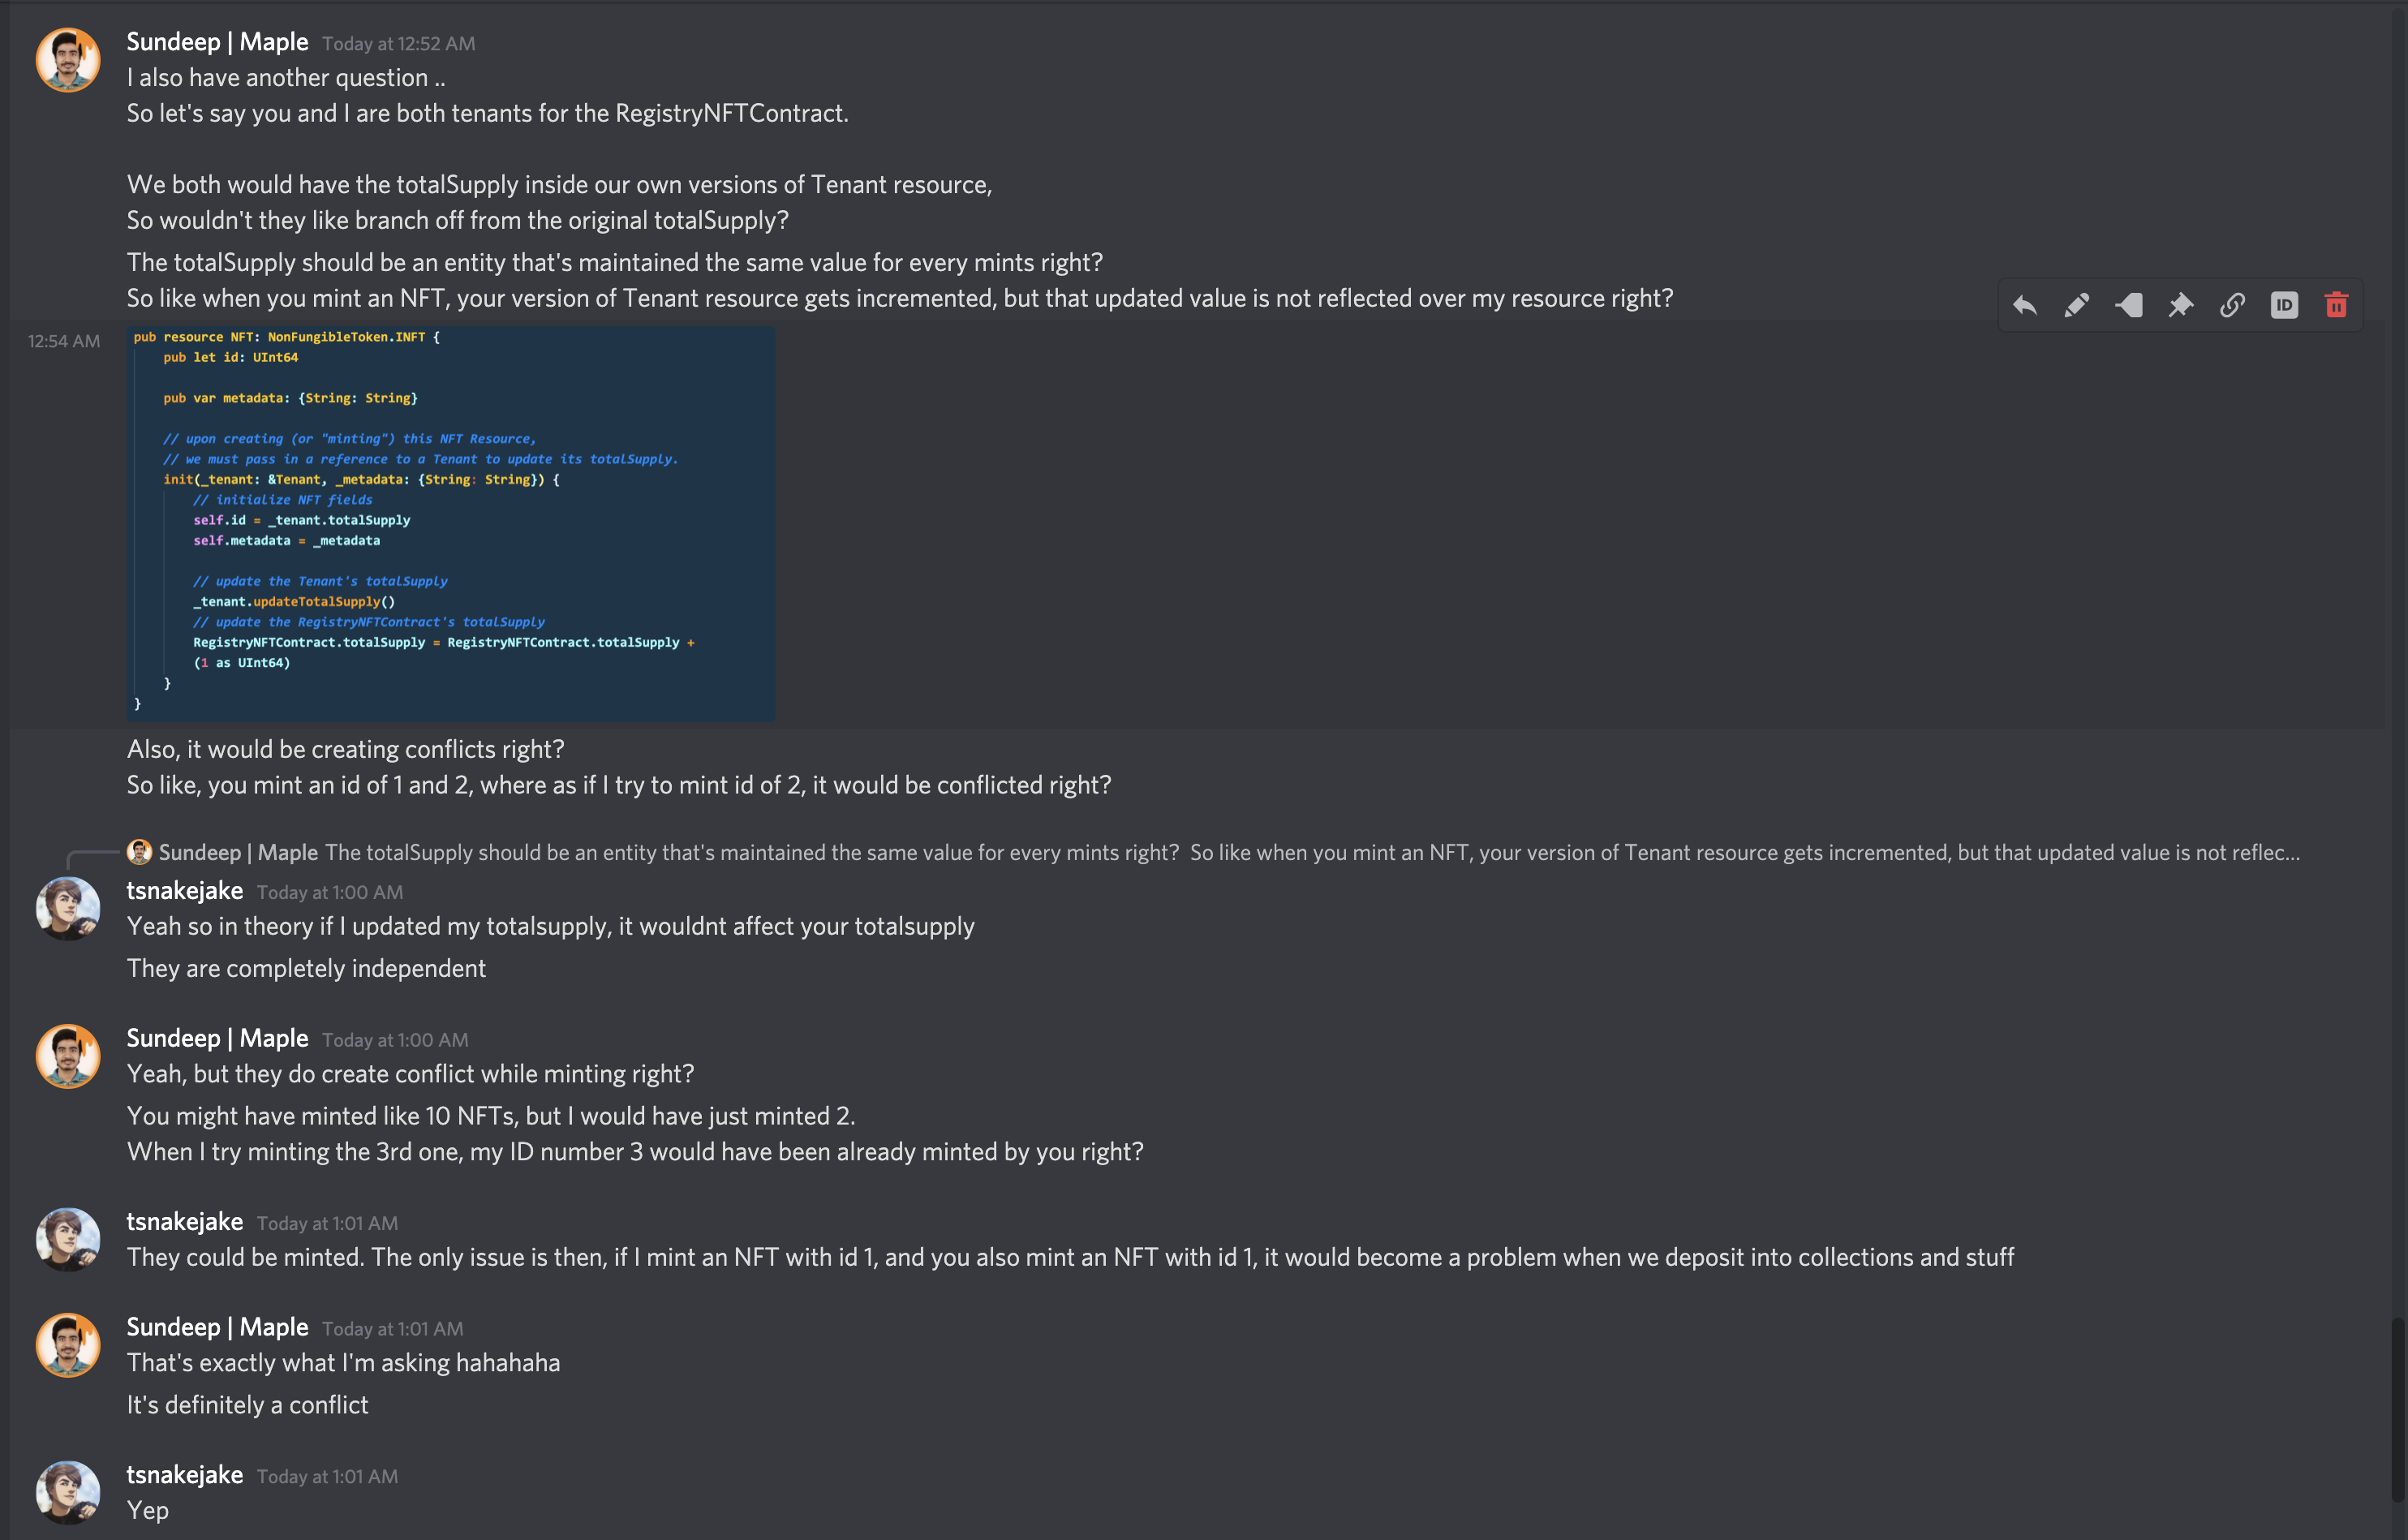 Sundeep | Maple Today at 12:52 AM
I also have another question ..
So let's say you and I are both tenants for the RegistryNFTContract.
We both would have the totalSupply inside our own versions of Tenant resource,
So wouldn't they like branch off from the original totalSupply?
The totalSupply should be an entity that's maintained the same value for every mints right?
So like when you mint an NFT, your version of Tenant resource gets incremented, but that updated value is not reflected over my resource right?
ID
12:54 AM
pub resource NFT: NonFungibleToken.INFT {
pub let id: UInt64
pub var metadata: {String: String}
// upon creating (or "minting") this NFT Resource,
// we must pass in a reference to a Tenant to update its totalSupply.
init(_tenant: &Tenant, _metadata: {String: String}) {
// initialize NFT fields
self.id = _tenant.totalSupply
self.metadata = _metadata
// update the Tenant's totalSupply
_tenant.updateTotalSupply()
// update the RegistryNFTContract's totalSupply
RegistryNFTContract.totalSupply = RegistryNFTContract.totalSupply +
(1 as UInt64)
}
}
Also, it would be creating conflicts right?
So like, you mint an id of 1 and 2, where as if I try to mint id of 2, it would be conflicted right?
Sundeep | Maple The totalSupply should be an entity that's maintained the same value for every mints right? So like when you mint an NFT, your version of Tenant resource gets incremented, but that updated value is not reflec...
tsnakejake Today at 1:00 AM
Yeah so in theory if I updated my totalsupply, it wouldnt affect your totalsupply
They are completely independent
Sundeep | Maple Today at 1:00 AM
Yeah, but they do create conflict while minting right?
You might have minted like 10 NFTs, but I would have just minted 2.
When I try minting the 3rd one, my ID number 3 would have been already minted by you right?
tsnakejake Today at 1:01 AM
They could be minted. The only issue is then, if I mint an NFT with id 1, and you also mint an NFT with id 1, it would become a problem when we deposit into collections and stuff
Sundeep | Maple Today at 1:01 AM
That's exactly what I'm asking hahahaha
It's definitely a conflict
tsnakejake Today at 1:01 AM
Yep